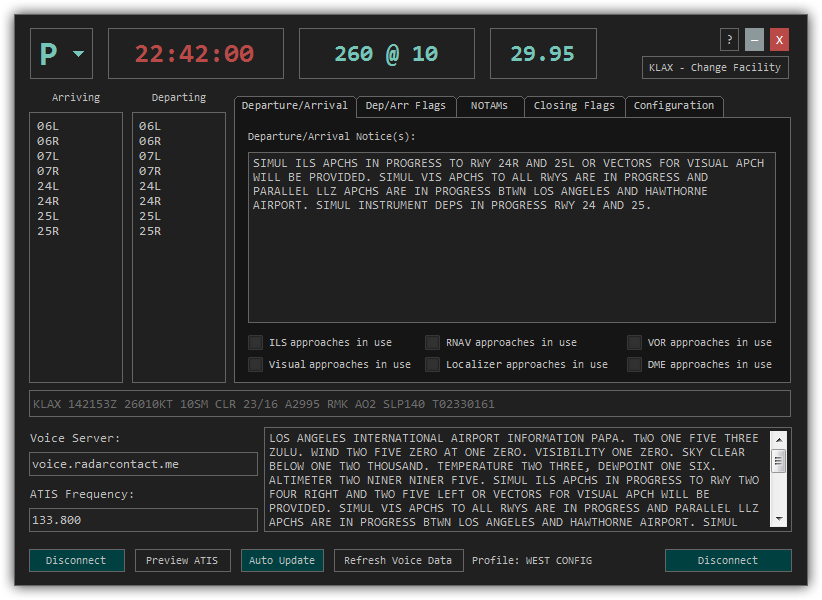 P
22:42:00
260 @ 10
29.95
?
–
X
KLAX - Change Facility
Arriving
Departing
06L
06R
07L
07R
24L
24R
25L
25R
06L
06R
07L
07R
24L
24R
25L
25R
Departure/Arrival
Dep/Arr Flags
NOTAMs
Closing Flags
Configuration
Departure/Arrival Notice(s):
SIMUL ILS APCHS IN PROGRESS TO RWY 24R AND 25L OR VECTORS FOR VISUAL APCH
WILL BE PROVIDED. SIMUL VIS APCHS TO ALL RWYS ARE IN PROGRESS AND
PARALLEL LLZ APCHS ARE IN PROGRESS BTWN LOS ANGELES AND HAWTHORNE
AIRPORT. SIMUL INSTRUMENT DEPS IN PROGRESS RWY 24 AND 25.
ILS approaches in use
RNAV approaches in use
VOR approaches in use
Visual approaches in use
Localizer approaches in use
DME approaches in use
KLAX 142153Z 26010KT 10SM CLR 23/16 A2995 RMK AO2 SLP140 T02330161
Voice Server:
voice.radarcontact.me
ATIS Frequency:
133.800
LOS ANGELES INTERNATIONAL AIRPORT INFORMATION PAPA. TWO ONE FIVE THREE
ZULU. WIND TWO FIVE ZERO AT ONE ZERO. VISIBILITY ONE ZERO. SKY CLEAR
BELOW ONE TWO THOUSAND. TEMPERATURE TWO THREE, DEWPOINT ONE SIX.
ALTIMETER TWO NINER NINER FIVE. SIMUL ILS APCHS IN PROGRESS TO RWY TWO
FOUR RIGHT AND TWO FIVE LEFT OR VECTORS FOR VISUAL APCH WILL BE
PROVIDED. SIMUL VIS APCHS TO ALL RWYS ARE IN PROGRESS AND PARALLEL LLZ
APCHS ARE IN PROGRESS BTWN LOS ANGELES AND HAWTHORNE AIRPORT. SIMUL
Disconnect
Preview ATIS
Auto Update
Refresh Voice Data
Profile: WEST CONFIG
Disconnect